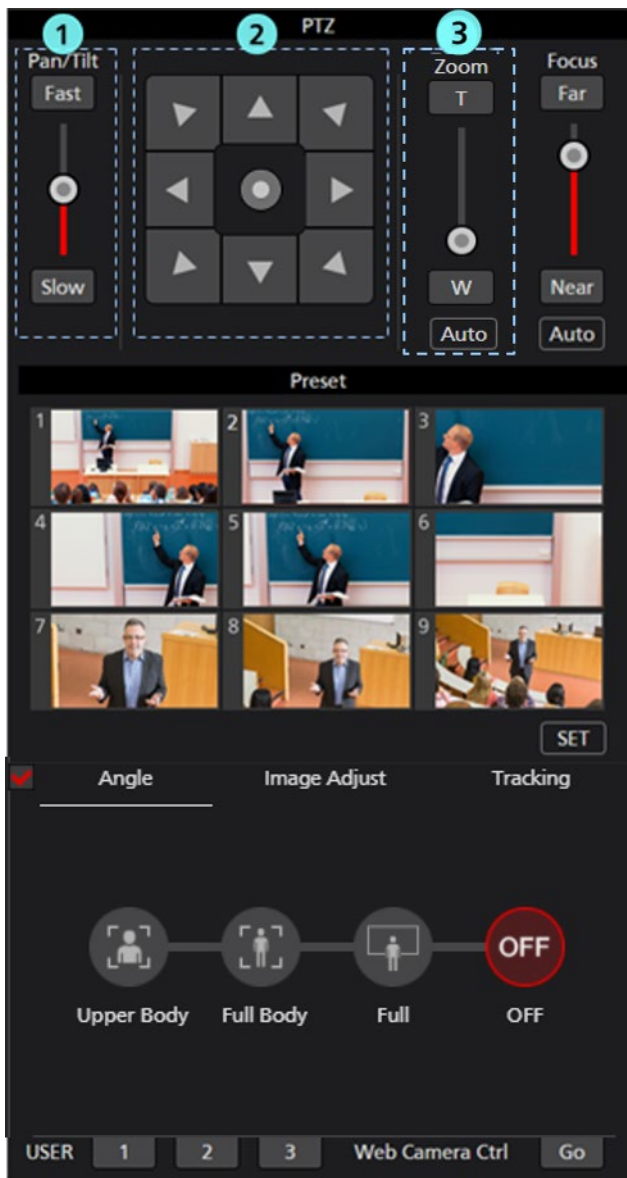 1 2 PTZ 3
Pan/Tilt Zoom Focus
Fast T Far
Slow W Near
Auto Auto
Preset
1 2 3
4 5 6
7 8 9
SET
Angle Image Adjust Tracking
OFF
Upper Body Full Body Full OFF
USER 1 2 3 Web Camera Ctrl Go